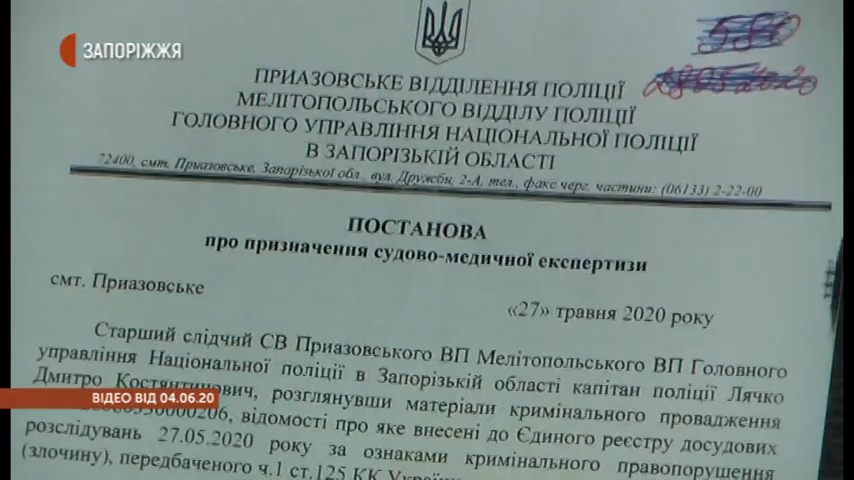 ЗАПОРІЖЖЯ
580
ПРИАЗОВСЬКЕ ВІДДІЛЕННЯ ПОЛІЦІЇ
МЕЛІТОПОЛЬСЬКОГО ВІДДІЛУ ПОЛІЦІЇ
ГОЛОВНОГО УПРАВЛІННЯ НАЦІОНАЛЬНОЇ ПОЛІЦІЇ
В ЗАПОРІЗЬКІЙ ОБЛАСТІ
72400, смт. Приазовське, Запорізької обл., вул. Дружби, 2-А, тел., факс черг. частини: (06133) 2-22-00
ПОСТАНОВА
про призначення судово-медичної експертизи
смт. Приазовське
«27» травня 2020 року
Старший слідчий СВ Приазовського ВП Мелітопольського ВП Головного
управління Національної поліції в Запорізькій області капітан поліції Лячко
Дмитро Костянтинович, розглянувши матеріали кримінального провадження
0000206, відомості про яке внесені до Єдиного реєстру досудових
розслідувань 27.05.2020 року за ознаками кримінального правопорушення
(злочину), передбаченого ч.1 ст.125 КК України
ВІДЕО ВІД 04.06.20